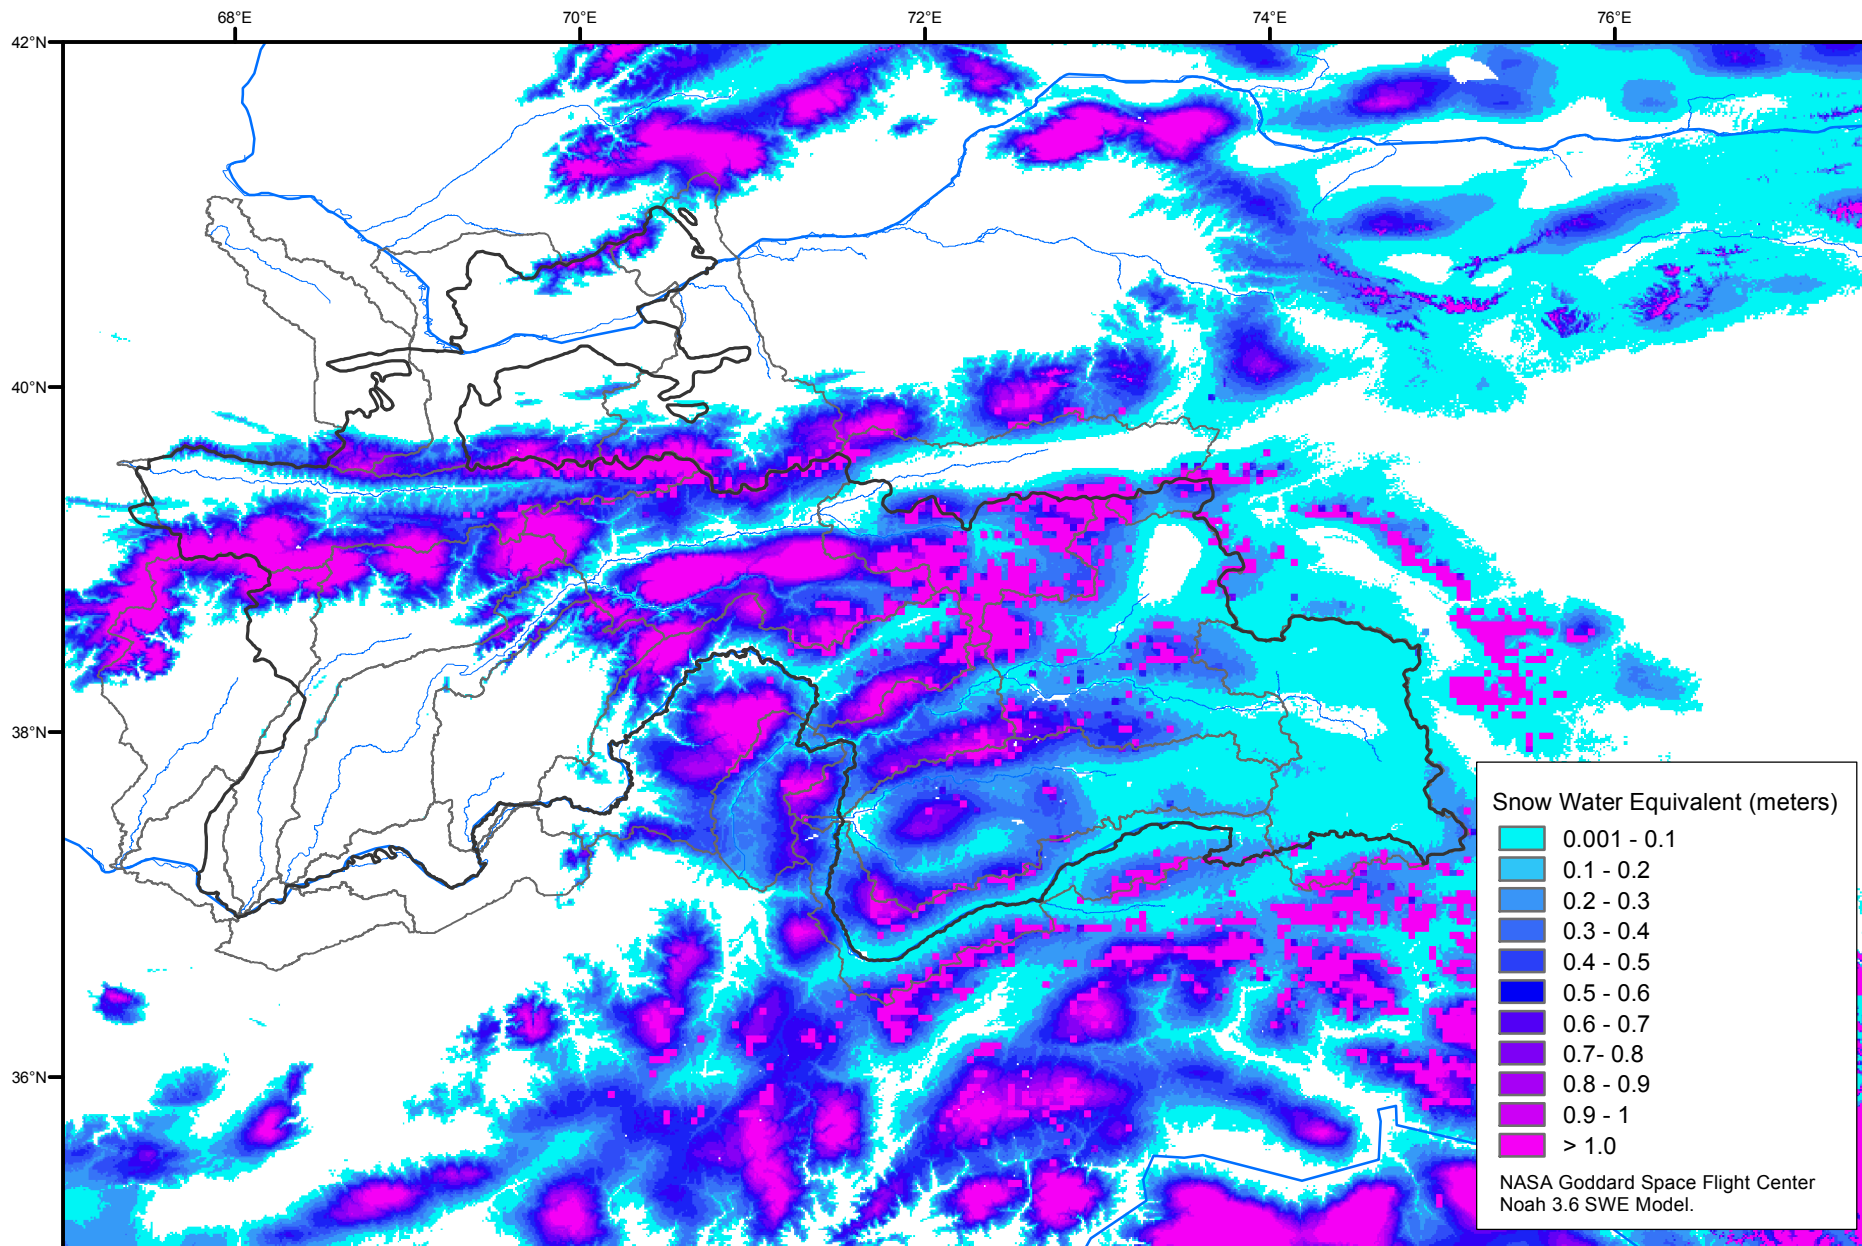 68°E
70°E
72°E
74°E
76°E
42°N
40°N
38°N
36°N
Snow Water Equivalent (meters)
0.001 - 0.1
0.1 - 0.2
0.2 - 0.3
0.3 - 0.4
0.4 - 0.5
0.5 - 0.6
0.6 - 0.7
0.7- 0.8
0.8 - 0.9
0.9 - 1
> 1.0
NASA Goddard Space Flight Center
Noah 3.6 SWE Model.